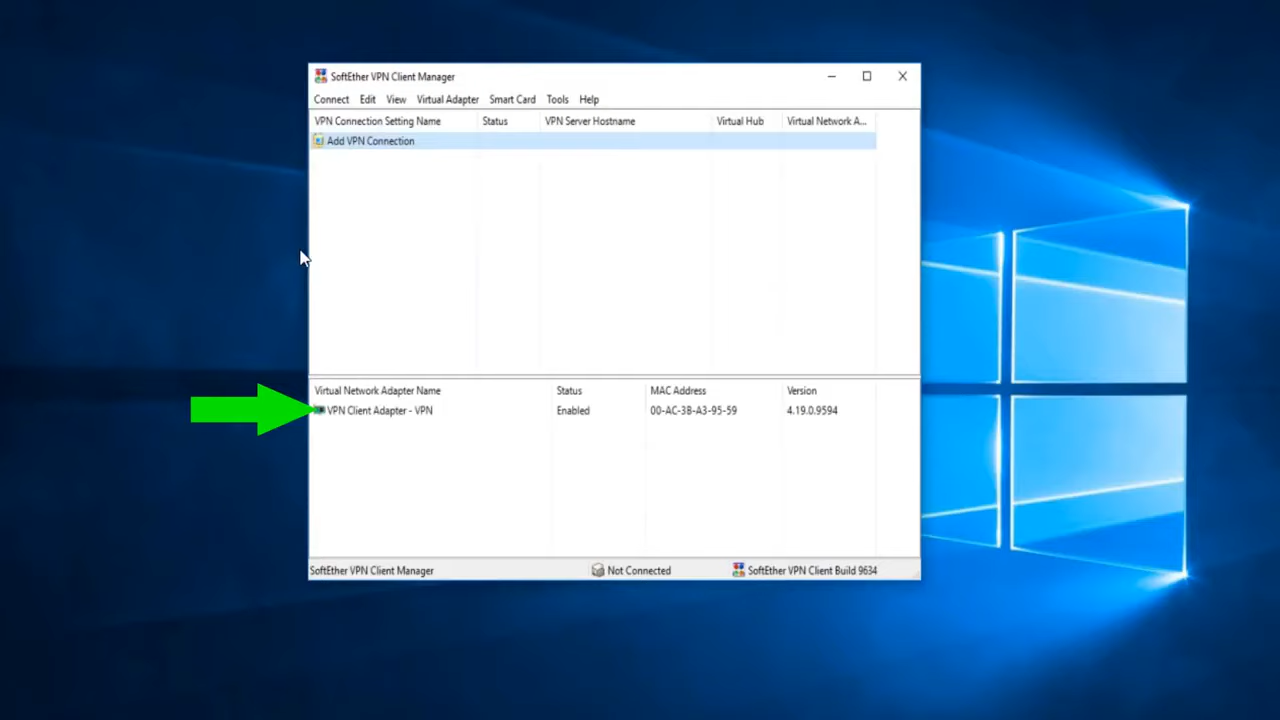 SoftEther VPN Client Manager
Connect Edit View Virtual Adapter Smart Card Tools Help
VPN Connection Setting Name Status VPN Server Hostname Virtual Hub Virtual Network A...
Add VPN Connection
Virtual Network Adapter Name Status MAC Address Version
VPN Client Adapter - VPN Enabled 00-AC-3B-A3-95-59 4.19.0.9594
SoftEther VPN Client Manager Not Connected SoftEther VPN Client Build 9634